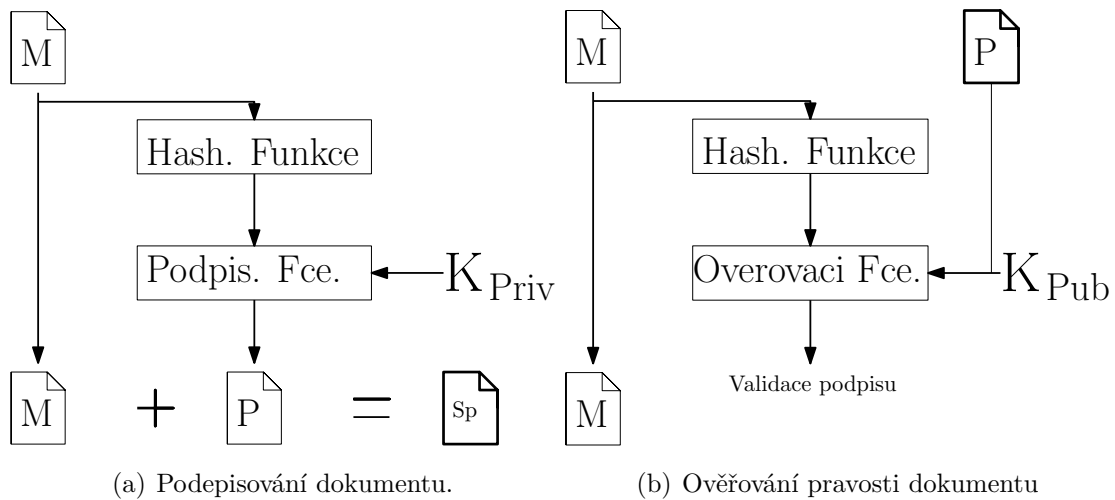 M
Hash. Funkce
Podpis. Fce.
K Priv
M + P = Sp
(a) Podepisování dokumentu.
M
P
Hash. Funkce
Overovaci Fce.
K Pub
Validace podpisu
M
(b) Ověřování pravosti dokumentu